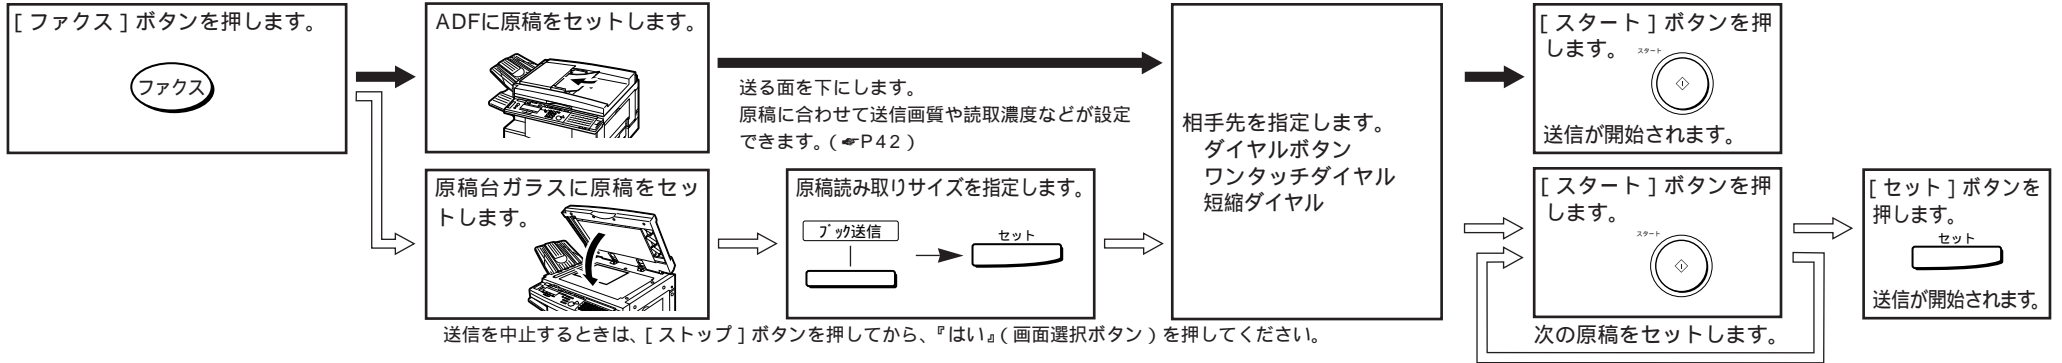 [ファクス]ボタンを押します。
ファクス
ADFに原稿をセットします。
送る面を下にします。
原稿に合わせて送信画質や読取濃度などが設定
できます。(☛P42)
原稿台ガラスに原稿をセッ
トします。
原稿読み取りサイズを指定します。
ブック送信
セット
相手先を指定します。
ダイヤルボタン
ワンタッチダイヤル
短縮ダイヤル
[スタート]ボタンを押
します。
スタート
送信が開始されます。
[スタート]ボタンを押
します。
スタート
次の原稿をセットします。
[セット]ボタンを
押します。
セット
送信が開始されます。
送信を中止するときは、[ストップ]ボタンを押してから、『はい』(画面選択ボタン)を押してください。